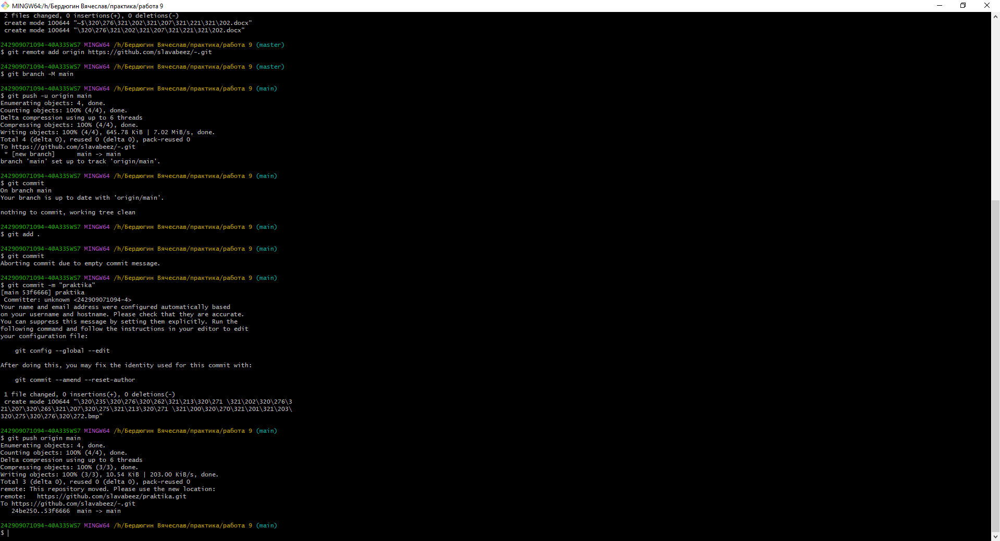 MINGW64:/h/Бердюгин Вячеслав/практика/работа 9
 2 files changed, 0 insertions(+), 0 deletions(-)
 create mode 100644 "~$\320\276\321\202\321\207\321\221\321\202.docx"
 create mode 100644 "\320\276\321\202\321\207\321\221\321\202.docx"
242909071094-4@A335WS7 MINGW64 /h/Бердюгин Вячеслав/практика/работа 9 (master)
$ git remote add origin https://github.com/slavabeez/-.git
242909071094-4@A335WS7 MINGW64 /h/Бердюгин Вячеслав/практика/работа 9 (master)
$ git branch -M main
242909071094-4@A335WS7 MINGW64 /h/Бердюгин Вячеслав/практика/работа 9 (main)
$ git push -u origin main
Enumerating objects: 4, done.
Counting objects: 100% (4/4), done.
Delta compression using up to 6 threads
Compressing objects: 100% (4/4), done.
Writing objects: 100% (4/4), 645.78 KiB | 7.02 MiB/s, done.
Total 4 (delta 0), reused 0 (delta 0), pack-reused 0
To https://github.com/slavabeez/-.git
 * [new branch]      main -> main
branch 'main' set up to track 'origin/main'.
242909071094-4@A335WS7 MINGW64 /h/Бердюгин Вячеслав/практика/работа 9 (main)
$ git commit
On branch main
Your branch is up to date with 'origin/main'.
nothing to commit, working tree clean
242909071094-4@A335WS7 MINGW64 /h/Бердюгин Вячеслав/практика/работа 9 (main)
$ git add .
242909071094-4@A335WS7 MINGW64 /h/Бердюгин Вячеслав/практика/работа 9 (main)
$ git commit
Aborting commit due to empty commit message.
242909071094-4@A335WS7 MINGW64 /h/Бердюгин Вячеслав/практика/работа 9 (main)
$ git commit -m "praktika"
[main 53f6666] praktika
 Committer: unknown <242909071094-4>
Your name and email address were configured automatically based
on your username and hostname. Please check that they are accurate.
You can suppress this message by setting them explicitly. Run the
following command and follow the instructions in your editor to edit
your configuration file:
    git config --global --edit
After doing this, you may fix the identity used for this commit with:
    git commit --amend --reset-author
 1 file changed, 0 insertions(+), 0 deletions(-)
 create mode 100644 "\320\235\320\276\320\262\321\213\320\271 \321\202\320\276\3
21\207\320\265\321\207\320\275\321\213\320\271 \321\200\320\270\321\201\321\203\
320\275\320\276\320\272.bmp"
242909071094-4@A335WS7 MINGW64 /h/Бердюгин Вячеслав/практика/работа 9 (main)
$ git push origin main
Enumerating objects: 4, done.
Counting objects: 100% (4/4), done.
Delta compression using up to 6 threads
Compressing objects: 100% (3/3), done.
Writing objects: 100% (3/3), 10.54 KiB | 203.00 KiB/s, done.
Total 3 (delta 0), reused 0 (delta 0), pack-reused 0
remote: This repository moved. Please use the new location:
remote:   https://github.com/slavabeez/praktika.git
To https://github.com/slavabeez/-.git
   24be250..53f6666  main -> main
242909071094-4@A335WS7 MINGW64 /h/Бердюгин Вячеслав/практика/работа 9 (main)
$